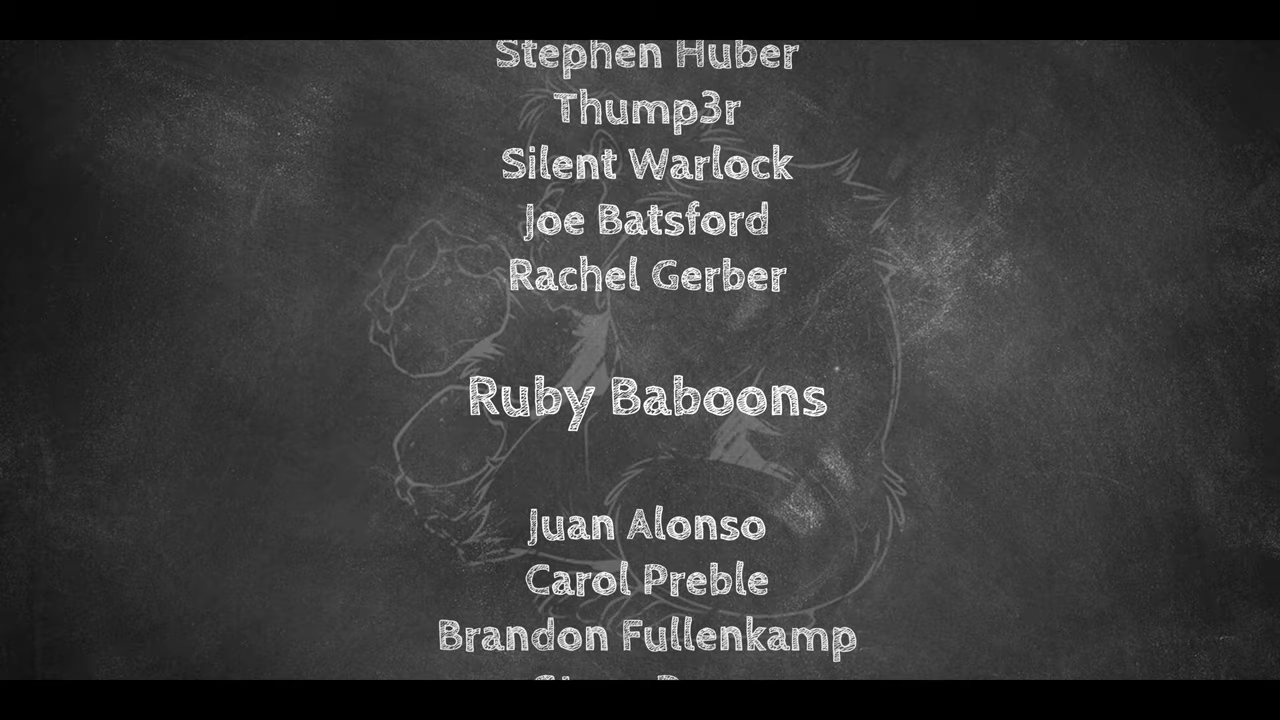 Stephen Huber
Thump3r
Silent Warlock
Joe Batsford
Rachel Gerber
Ruby Baboons
Juan Alonso
Carol Preble
Brandon Fullenkamp